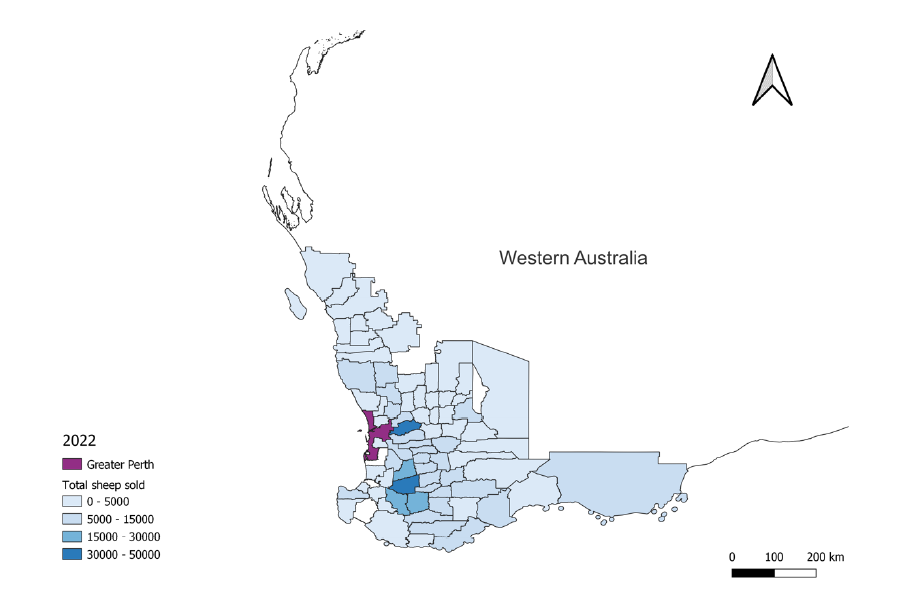 Western Australia
2022
Greater Perth
Total sheep sold
0 - 5000
5000 - 15000
15000 - 30000
30000 - 50000
0 100 200 km